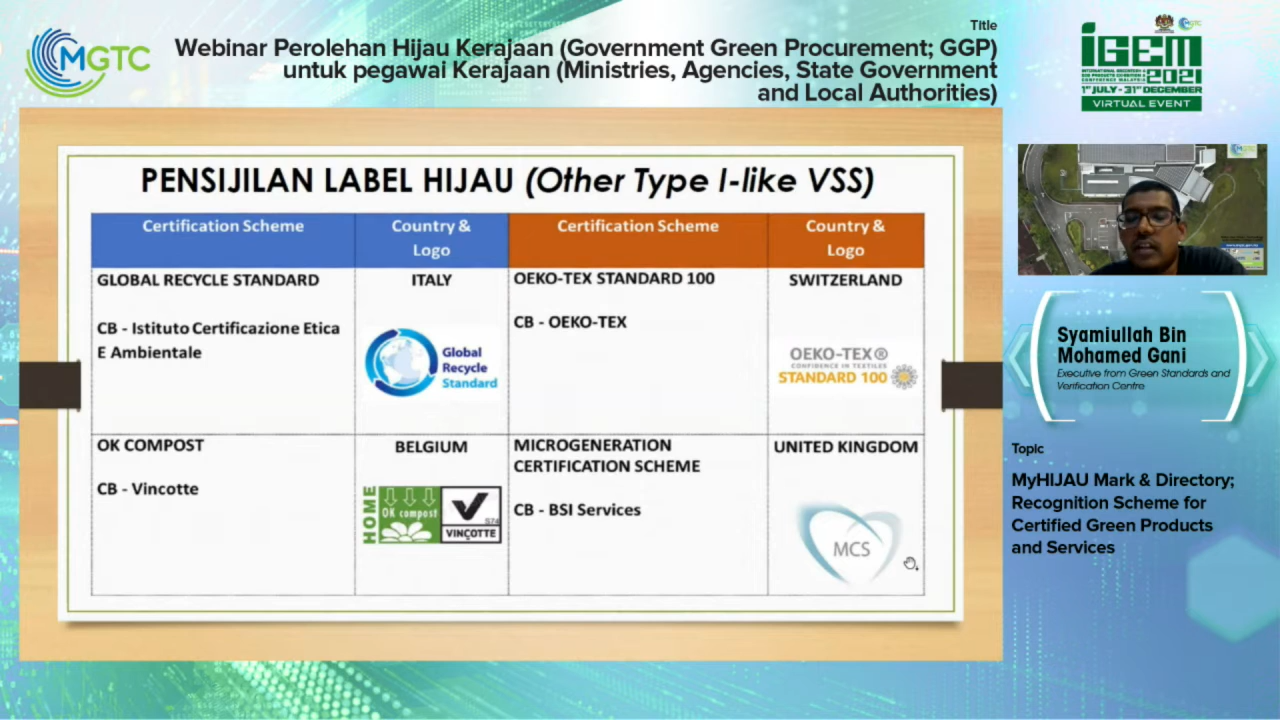 MGTC
Title
Webinar Perolehan Hijau Kerajaan (Government Green Procurement; GGP)
untuk pegawai Kerajaan (Ministries, Agencies, State Government
and Local Authorities)
iGEM
2021
1ST JULY - 31ST DECEMBER
VIRTUAL EVENT
PENSIJILAN LABEL HIJAU (Other Type I-like VSS)
Certification Scheme
Country &
Logo
Certification Scheme
Country &
Logo
GLOBAL RECYCLE STANDARD
CB - Istituto Certificazione Etica
E Ambientale
ITALY
Global
Recycle
Standard
OEKO-TEX STANDARD 100
CB - OEKO-TEX
SWITZERLAND
OEKO-TEX®
CONFIDENCE IN TEXTILES
STANDARD 100
OK COMPOST
CB - Vincotte
BELGIUM
HOME
OK compost
VINÇOTTE
MICROGENERATION
CERTIFICATION SCHEME
CB - BSI Services
UNITED KINGDOM
MCS
Syamiullah Bin
Mohamed Gani
Executive from Green Standards and
Verification Centre
Topic
MyHIJAU Mark & Directory;
Recognition Scheme for
Certified Green Products
and Services